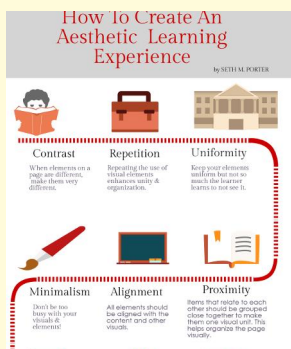 How To Create An
Aesthetic Learning
Experience
by SETH M. PORTER
Contrast
When elements on a
page are different,
make them very
different.
Repetition
Repeating the use of
visual elements
enhances unity &
organization.
Uniformity
Keep your elements
uniform but not so
much the learner
learns to not see it.
Minimalism
Don't be too
busy with your
visuals &
elements!
Alignment
All elements should
be aligned with the
content and other
visuals.
Proximity
Items that relate to each
other should be grouped
close together to make
them one visual unit. This
helps organize the page
visually.